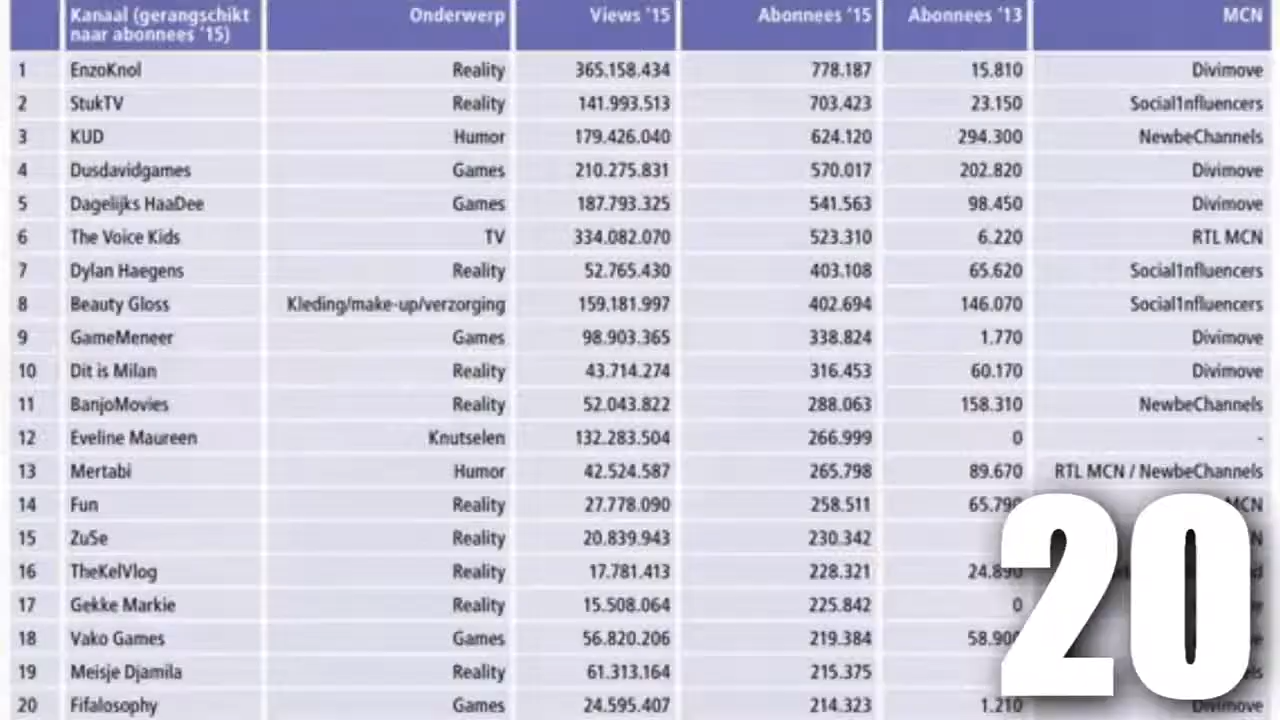 Kanaal (gerangschikt naar abonnees '15) Onderwerp Views '15 Abonnees '15 Abonnees '13 MCN
1 EnzoKnol Reality 365.158.434 778.187 15.810 Divimove
2 StukTV Reality 141.993.513 703.423 23.150 Social1nfluencers
3 KUD Humor 179.426.040 624.120 294.300 NewbeChannels
4 Dusdavidgames Games 210.275.831 570.017 202.820 Divimove
5 Dagelijks HaaDee Games 187.793.325 541.563 98.450 Divimove
6 The Voice Kids TV 334.082.070 523.310 6.220 RTL MCN
7 Dylan Haegens Reality 52.765.430 403.108 65.620 Social1nfluencers
8 Beauty Gloss Kleding/make-up/verzorging 159.181.997 402.694 146.070 Social1nfluencers
9 GameMeneer Games 98.903.365 338.824 1.770 Divimove
10 Dit is Milan Reality 43.714.274 316.453 60.170 Divimove
11 BanjoMovies Reality 52.043.822 288.063 158.310 NewbeChannels
12 Eveline Maureen Knutselen 132.283.504 266.999 0 -
13 Mertabi Humor 42.524.587 265.798 89.670 RTL MCN / NewbeChannels
14 Fun Reality 27.778.090 258.511 65.790 MCN
15 ZuSe Reality 20.839.943 230.342
16 TheKelVlog Reality 17.781.413 228.321 24.890
17 Gekke Markie Reality 15.508.064 225.842 0
18 Vako Games Games 56.820.206 219.384 58.900
19 Meisje Djamila Reality 61.313.164 215.375
20 Fifalosophy Games 24.595.407 214.323 1.210 Divimove
20